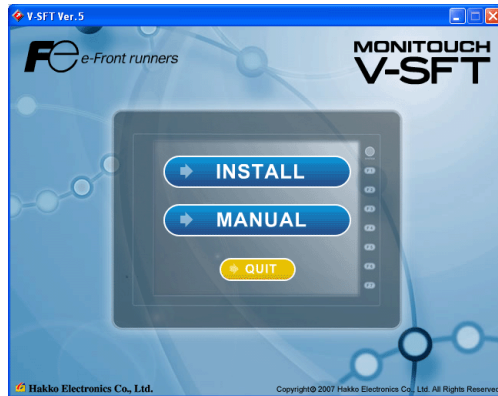 V-SFT Ver.5
Fe e-Front runners
MONITOUCH
V-SFT
INSTALL
MANUAL
QUIT
Hakko Electronics Co., Ltd.
Copyright© 2007 Hakko Electronics Co., Ltd. All Rights Reserved